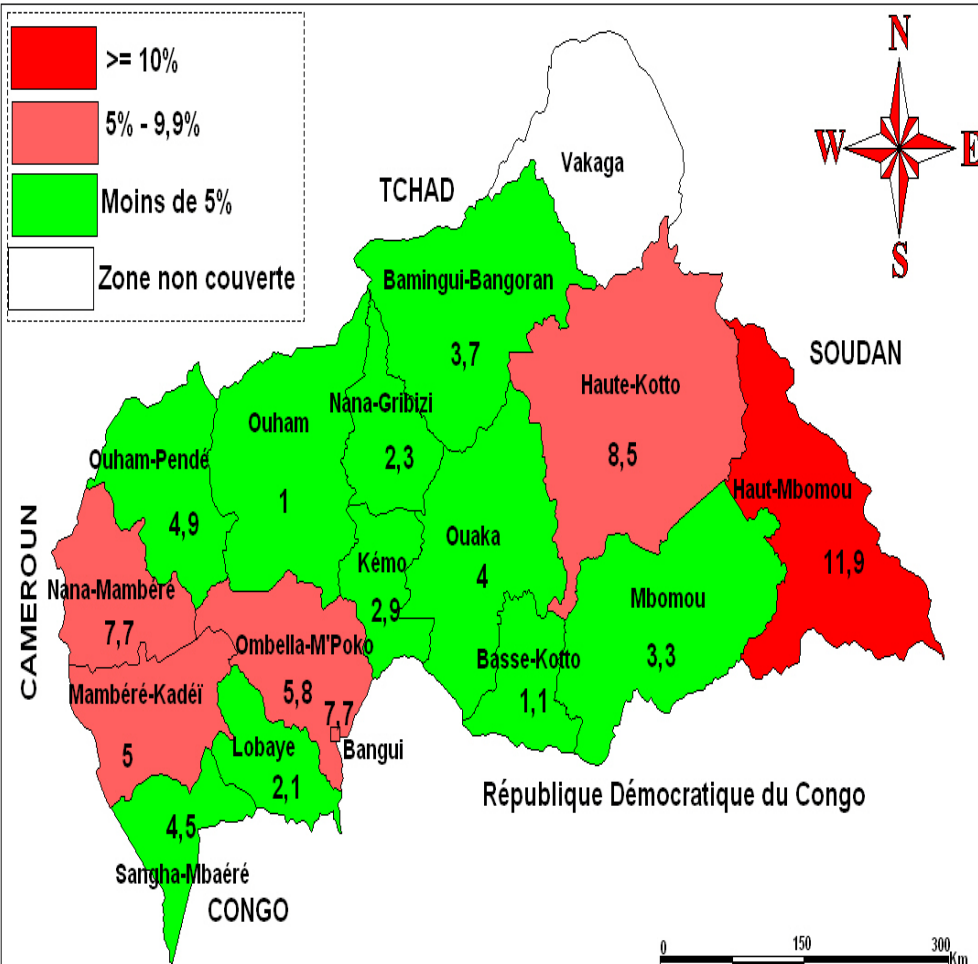 >= 10%
5% - 9,9%
Moins de 5%
Zone non couverte
N
W
E
S
TCHAD
Vakaga
Bamingui-Bangoran
3,7
SOUDAN
Haute-Kotto
8,5
Nana-Gribizi
2,3
Ouham
1
Ouham-Pendé
4,9
Haut-Mbomou
11,9
CAMEROUN
Ouaka
4
Kémo
2,9
Nana-Mambéré
7,7
Mbomou
3,3
Ombella-M'Poko
5,8
Basse-Kotto
1,1
Mambéré-Kadéï
5
7,7
Bangui
Lobaye
2,1
République Démocratique du Congo
4,5
Sangha-Mbaéré
CONGO
0 150 300
Km